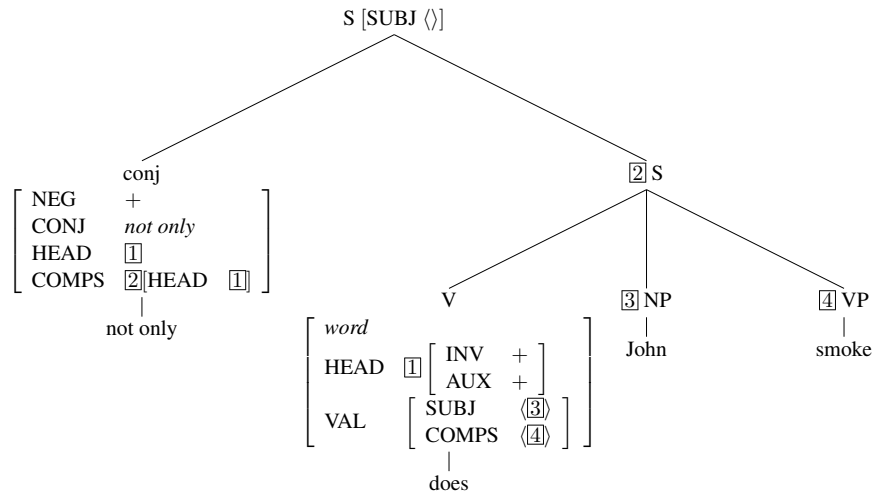 S [SUBJ ⟨⟩]
conj
NEG +
CONJ not only
HEAD 1
COMPS 2[HEAD 1]
not only
2 S
V
word
HEAD 1 INV +
AUX +
VAL SUBJ ⟨3⟩
COMPS ⟨4⟩
does
3 NP
John
4 VP
smoke